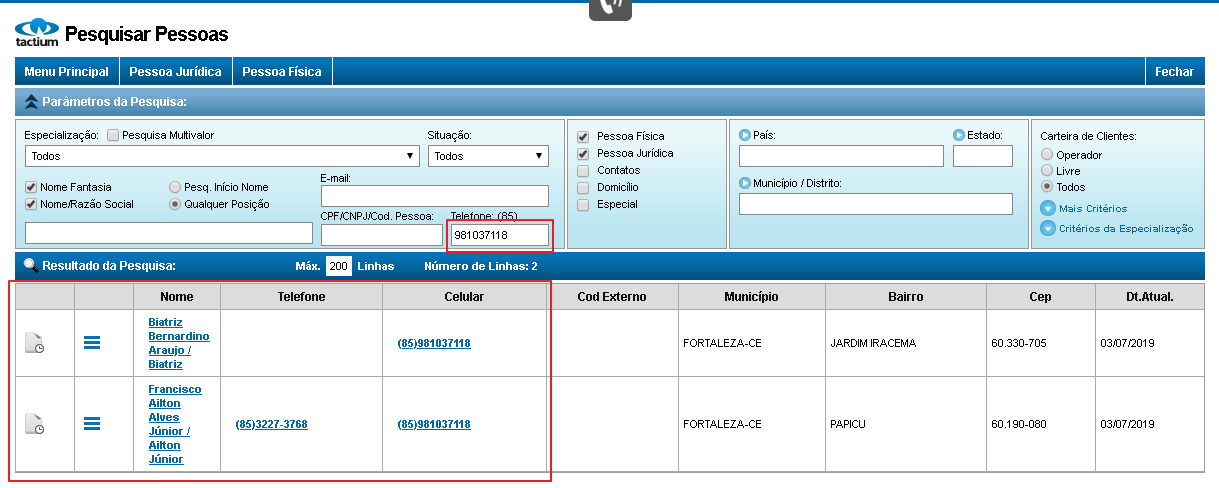 tactium Pesquisar Pessoas
Menu Principal Pessoa Jurídica Pessoa Física Fechar
Parâmetros da Pesquisa:
Especialização: Pesquisa Multivalor Situação:
Todos Todos
Nome Fantasia Pesq. Início Nome
Nome/Razão Social Qualquer Posição
E-mail:
CPF/CNPJ/Cod. Pessoa: Telefone: (85)
981037118
Pessoa Física
Pessoa Jurídica
Contatos
Domicílio
Especial
País: Estado:
Município / Distrito:
Carteira de Clientes:
Operador
Livre
Todos
Mais Critérios
Critérios da Especialização
Resultado da Pesquisa: Máx. 200 Linhas Número de Linhas: 2
Nome Telefone Celular Cod Externo Município Bairro Cep Dt.Atual.
Biatriz
Bernardino
Araujo /
Biatriz
(85)981037118 FORTALEZA-CE JARDIM IRACEMA 60.330-705 03/07/2019
Francisco
Ailton
Alves
Júnior /
Ailton
Júnior
(85)3227-3768 (85)981037118 FORTALEZA-CE PAPICU 60.190-080 03/07/2019